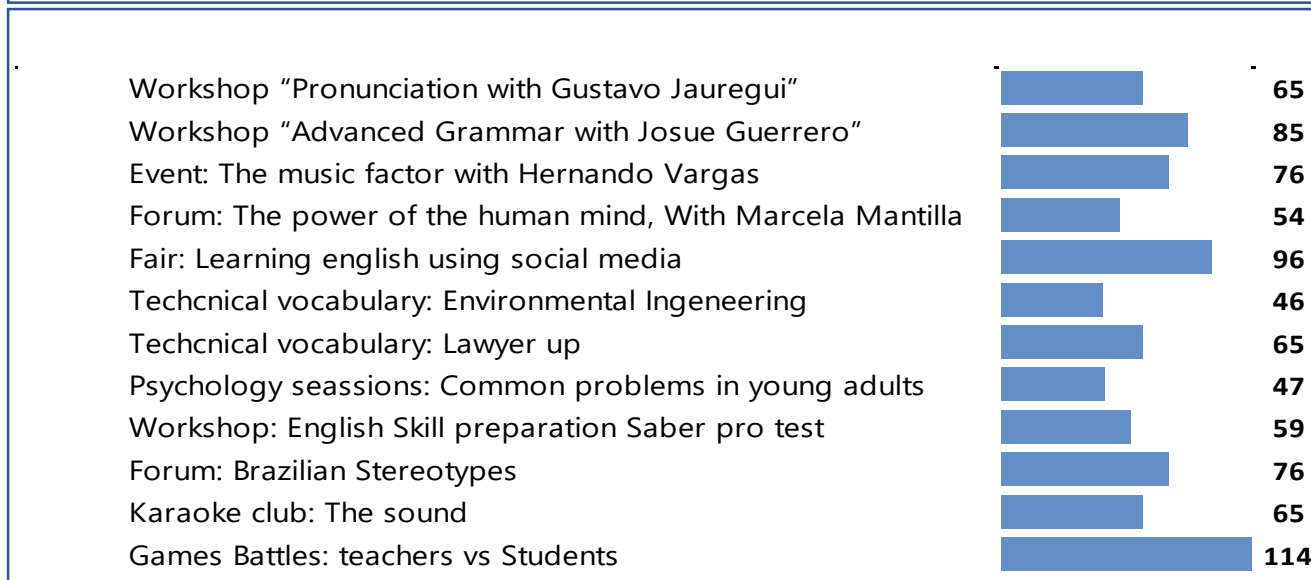 Workshop “Pronunciation with Gustavo Jauregui” 65
Workshop “Advanced Grammar with Josue Guerrero” 85
Event: The music factor with Hernando Vargas 76
Forum: The power of the human mind, With Marcela Mantilla 54
Fair: Learning english using social media 96
Techcnical vocabulary: Environmental Ingeneering 46
Techcnical vocabulary: Lawyer up 65
Psychology seassions: Common problems in young adults 47
Workshop: English Skill preparation Saber pro test 59
Forum: Brazilian Stereotypes 76
Karaoke club: The sound 65
Games Battles: teachers vs Students 114